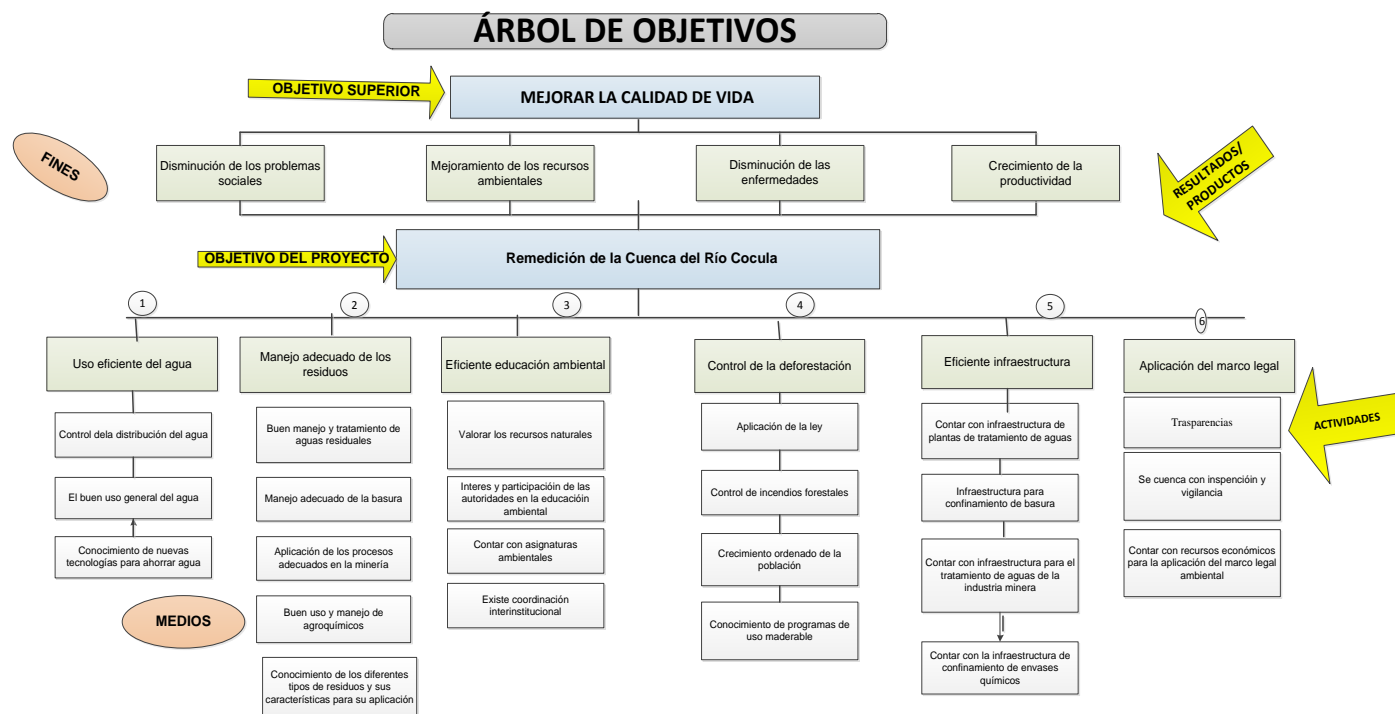 ÁRBOL DE OBJETIVOS
OBJETIVO SUPERIOR
MEJORAR LA CALIDAD DE VIDA
FINES
Disminución de los problemas
sociales
Mejoramiento de los recursos
ambientales
Disminución de las
enfermedades
Crecimiento de la
productividad
RESULTADOS/
PRODUCTOS
OBJETIVO DEL PROYECTO
Remedición de la Cuenca del Río Cocula
1
2
3
4
5
6
Uso eficiente del agua
Manejo adecuado de los
residuos
Eficiente educación ambiental
Control de la deforestación
Eficiente infraestructura
Aplicación del marco legal
ACTIVIDADES
Control dela distribución del agua
El buen uso general del agua
Conocimiento de nuevas
tecnologías para ahorrar agua
MEDIOS
Buen manejo y tratamiento de
aguas residuales
Manejo adecuado de la basura
Aplicación de los procesos
adecuados en la minería
Buen uso y manejo de
agroquímicos
Conocimiento de los diferentes
tipos de residuos y sus
características para su aplicación
Valorar los recursos naturales
Interes y participacióin de las
autoridades en la educacióin
ambiental
Contar con asignaturas
ambientales
Existe coordinación
interinstitucional
Aplicación de la ley
Control de incendios forestales
Crecimiento ordenado de la
población
Conocimiento de programas de
uso maderable
Contar con infraestructura de
plantas de tratamiento de aguas
Infraestructura para
confinamiento de basura
Contar con infraestructura para el
tratamiento de aguas de la
industria minera
Contar con la infraestructura de
confinamiento de envases
químicos
Trasparencias
Se cuenta con inspencióin y
vigilancia
Contar con recursos económicos
para la aplicación del marco legal
ambiental